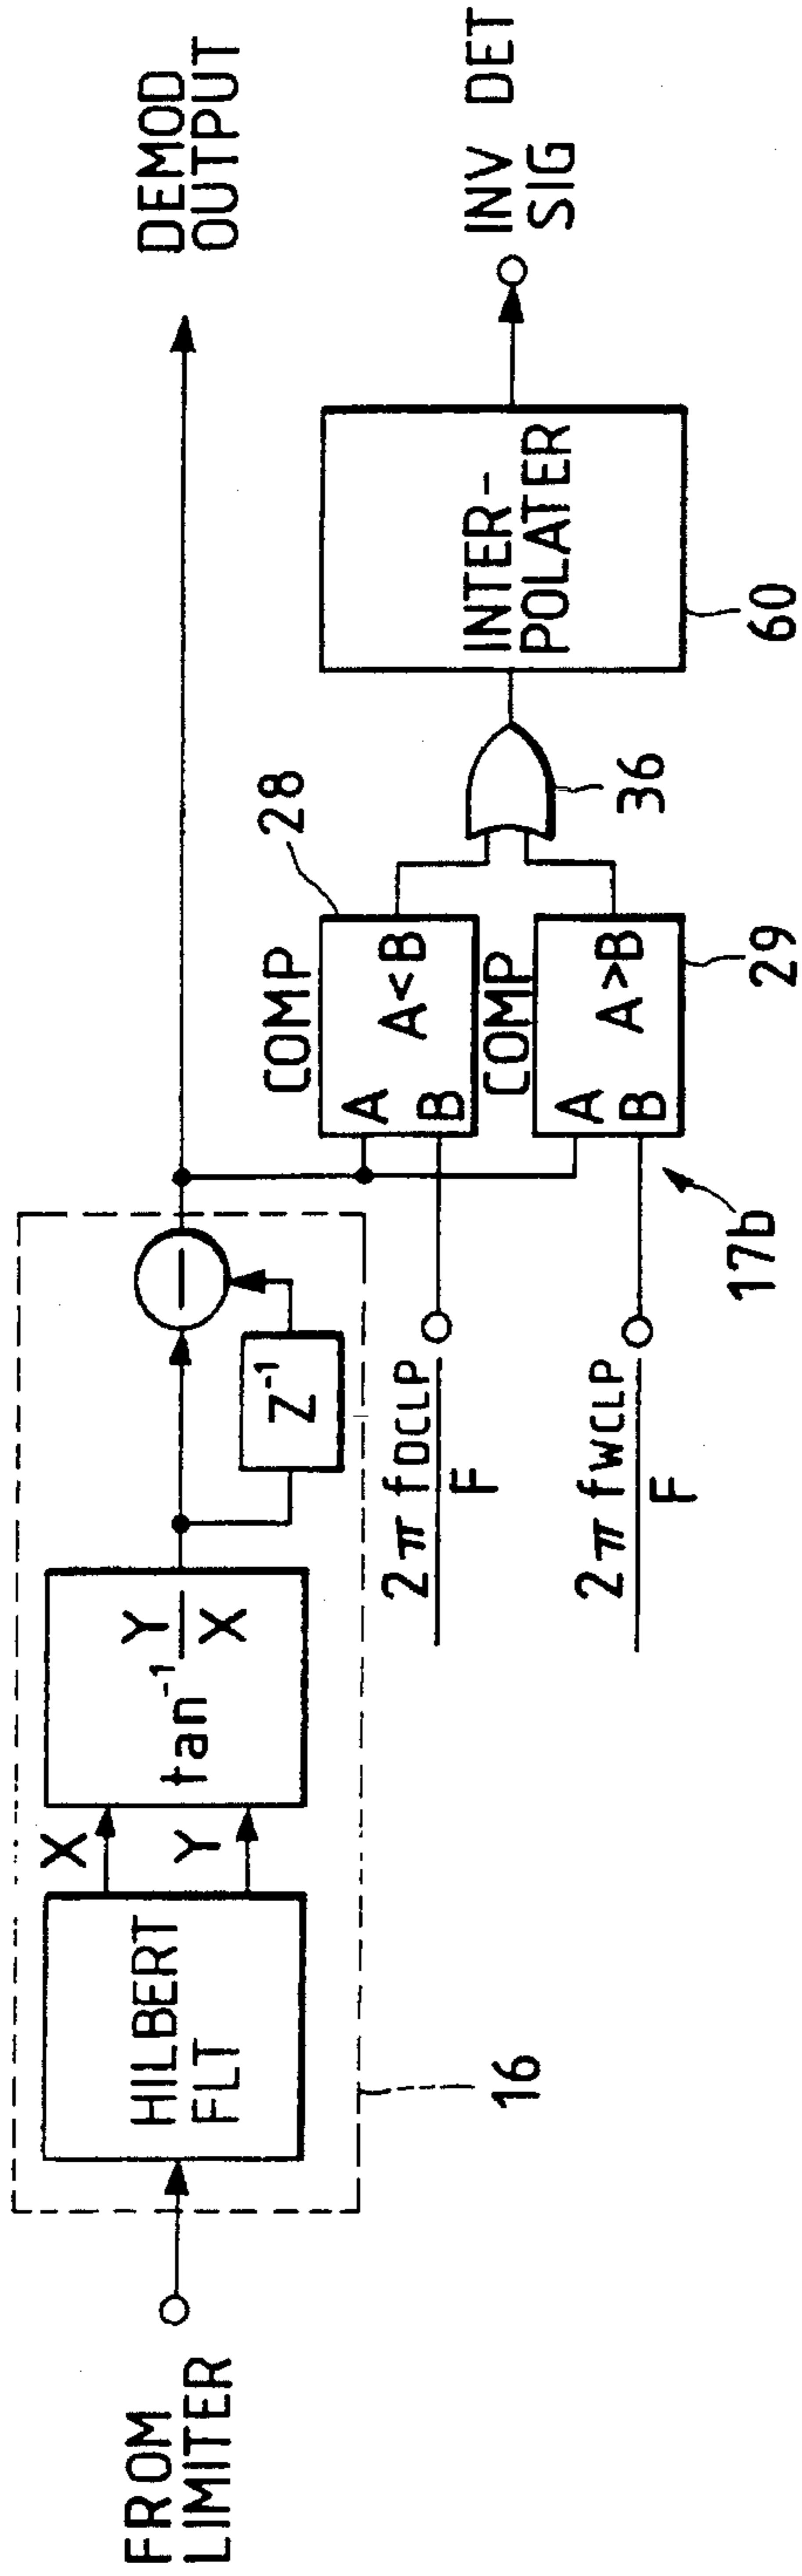 FROM
LIMITER
HILBERT
FLT
X
Y
tan⁻¹ Y
X
Z⁻¹
16
DEMOD
OUTPUT
2π fDCLP
F
2π fWCLP
F
17b
COMP
A
B
A<B
28
COMP
A
B
A>B
29
36
INTER-
POLATER
60
INV DET
SIG